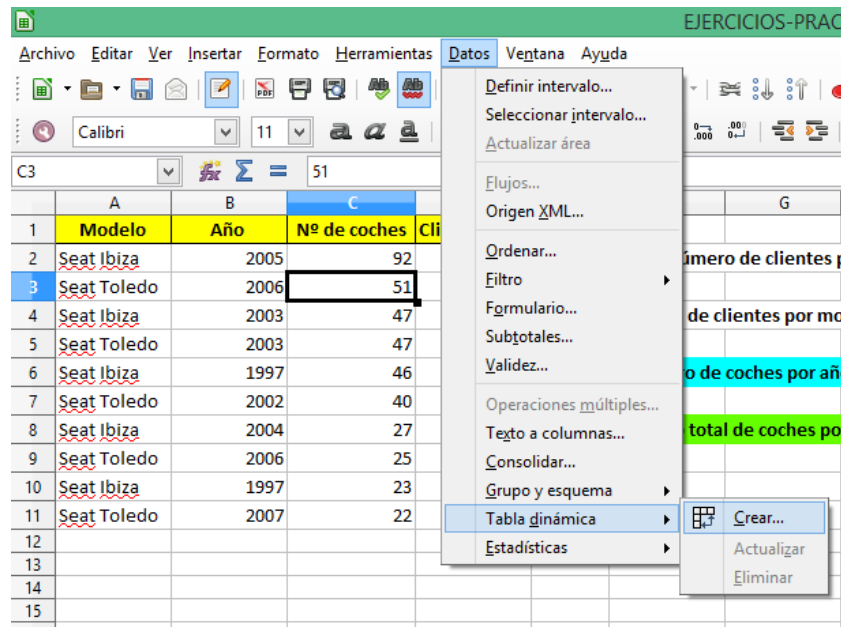 EJERCICIOS-PRAC
Archivo Editar Ver Insertar Formato Herramientas Datos Ventana Ayuda
Calibri 11
C3 51
A B C G
1 Modelo Año Nº de coches Cli
2 Seat Ibiza 2005 92 úmero de clientes p
3 Seat Toledo 2006 51
4 Seat Ibiza 2003 47 de clientes por mo
5 Seat Toledo 2003 47
6 Seat Ibiza 1997 46 o de coches por añ
7 Seat Toledo 2002 40
8 Seat Ibiza 2004 27 total de coches po
9 Seat Toledo 2006 25
10 Seat Ibiza 1997 23
11 Seat Toledo 2007 22
12
13
14
15
Definir intervalo...
Seleccionar intervalo...
Actualizar área
Flujos...
Origen XML...
Ordenar...
Filtro
Formulario...
Subtotales...
Validez...
Operaciones múltiples...
Texto a columnas...
Consolidar...
Grupo y esquema
Tabla dinámica
Estadísticas
Crear...
Actualizar
Eliminar